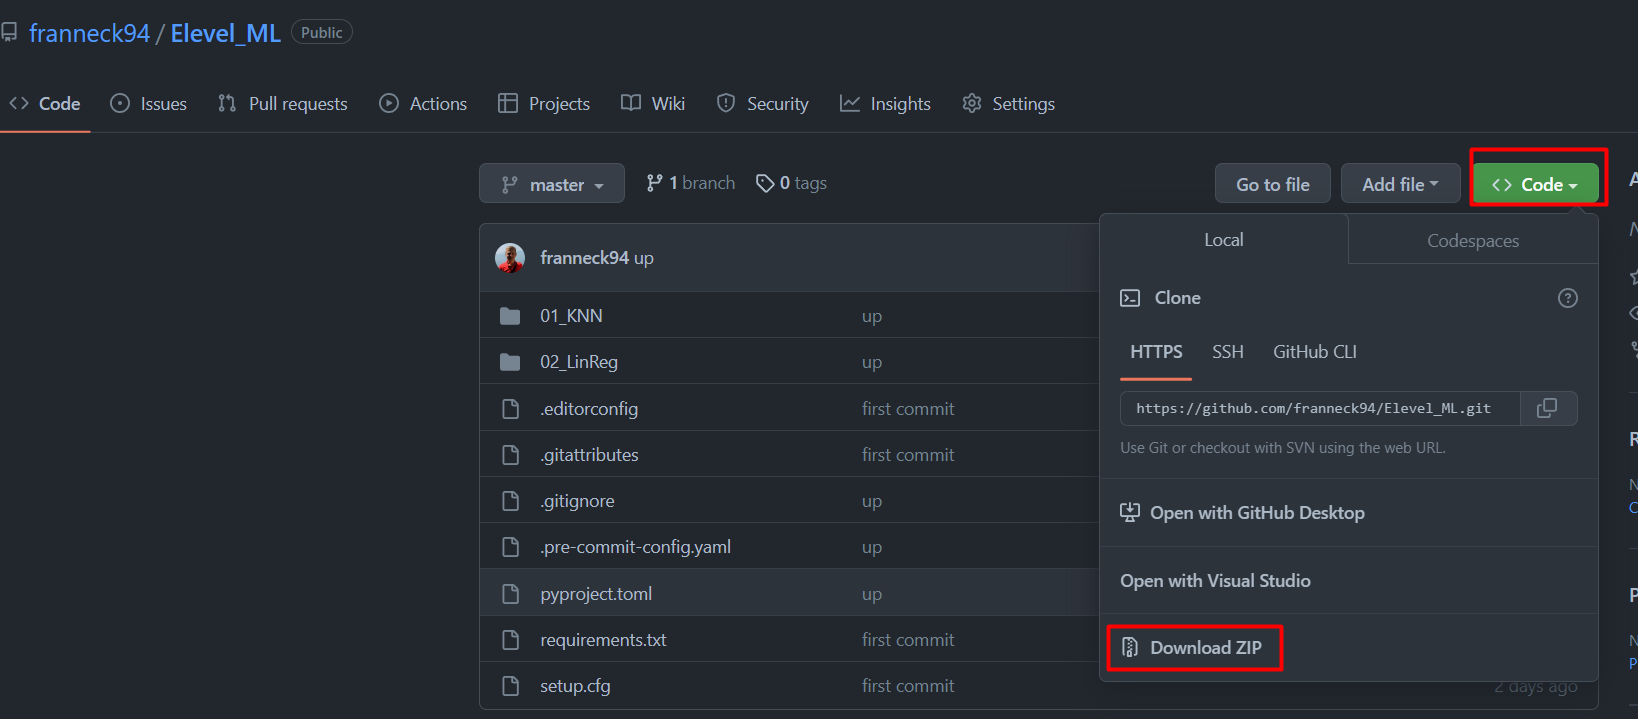 franneck94 / Elevel_ML Public
Code Issues Pull requests Actions Projects Wiki Security Insights Settings
master 1 branch 0 tags Go to file Add file Code
franneck94 up
Local Codespaces
Clone
HTTPS SSH GitHub CLI
https://github.com/franneck94/Elevel_ML.git
Use Git or checkout with SVN using the web URL.
Open with GitHub Desktop
Open with Visual Studio
Download ZIP
01_KNN up
02_LinReg up
.editorconfig first commit
.gitattributes first commit
.gitignore up
.pre-commit-config.yaml up
pyproject.toml up
requirements.txt first commit
setup.cfg first commit 2 days ago